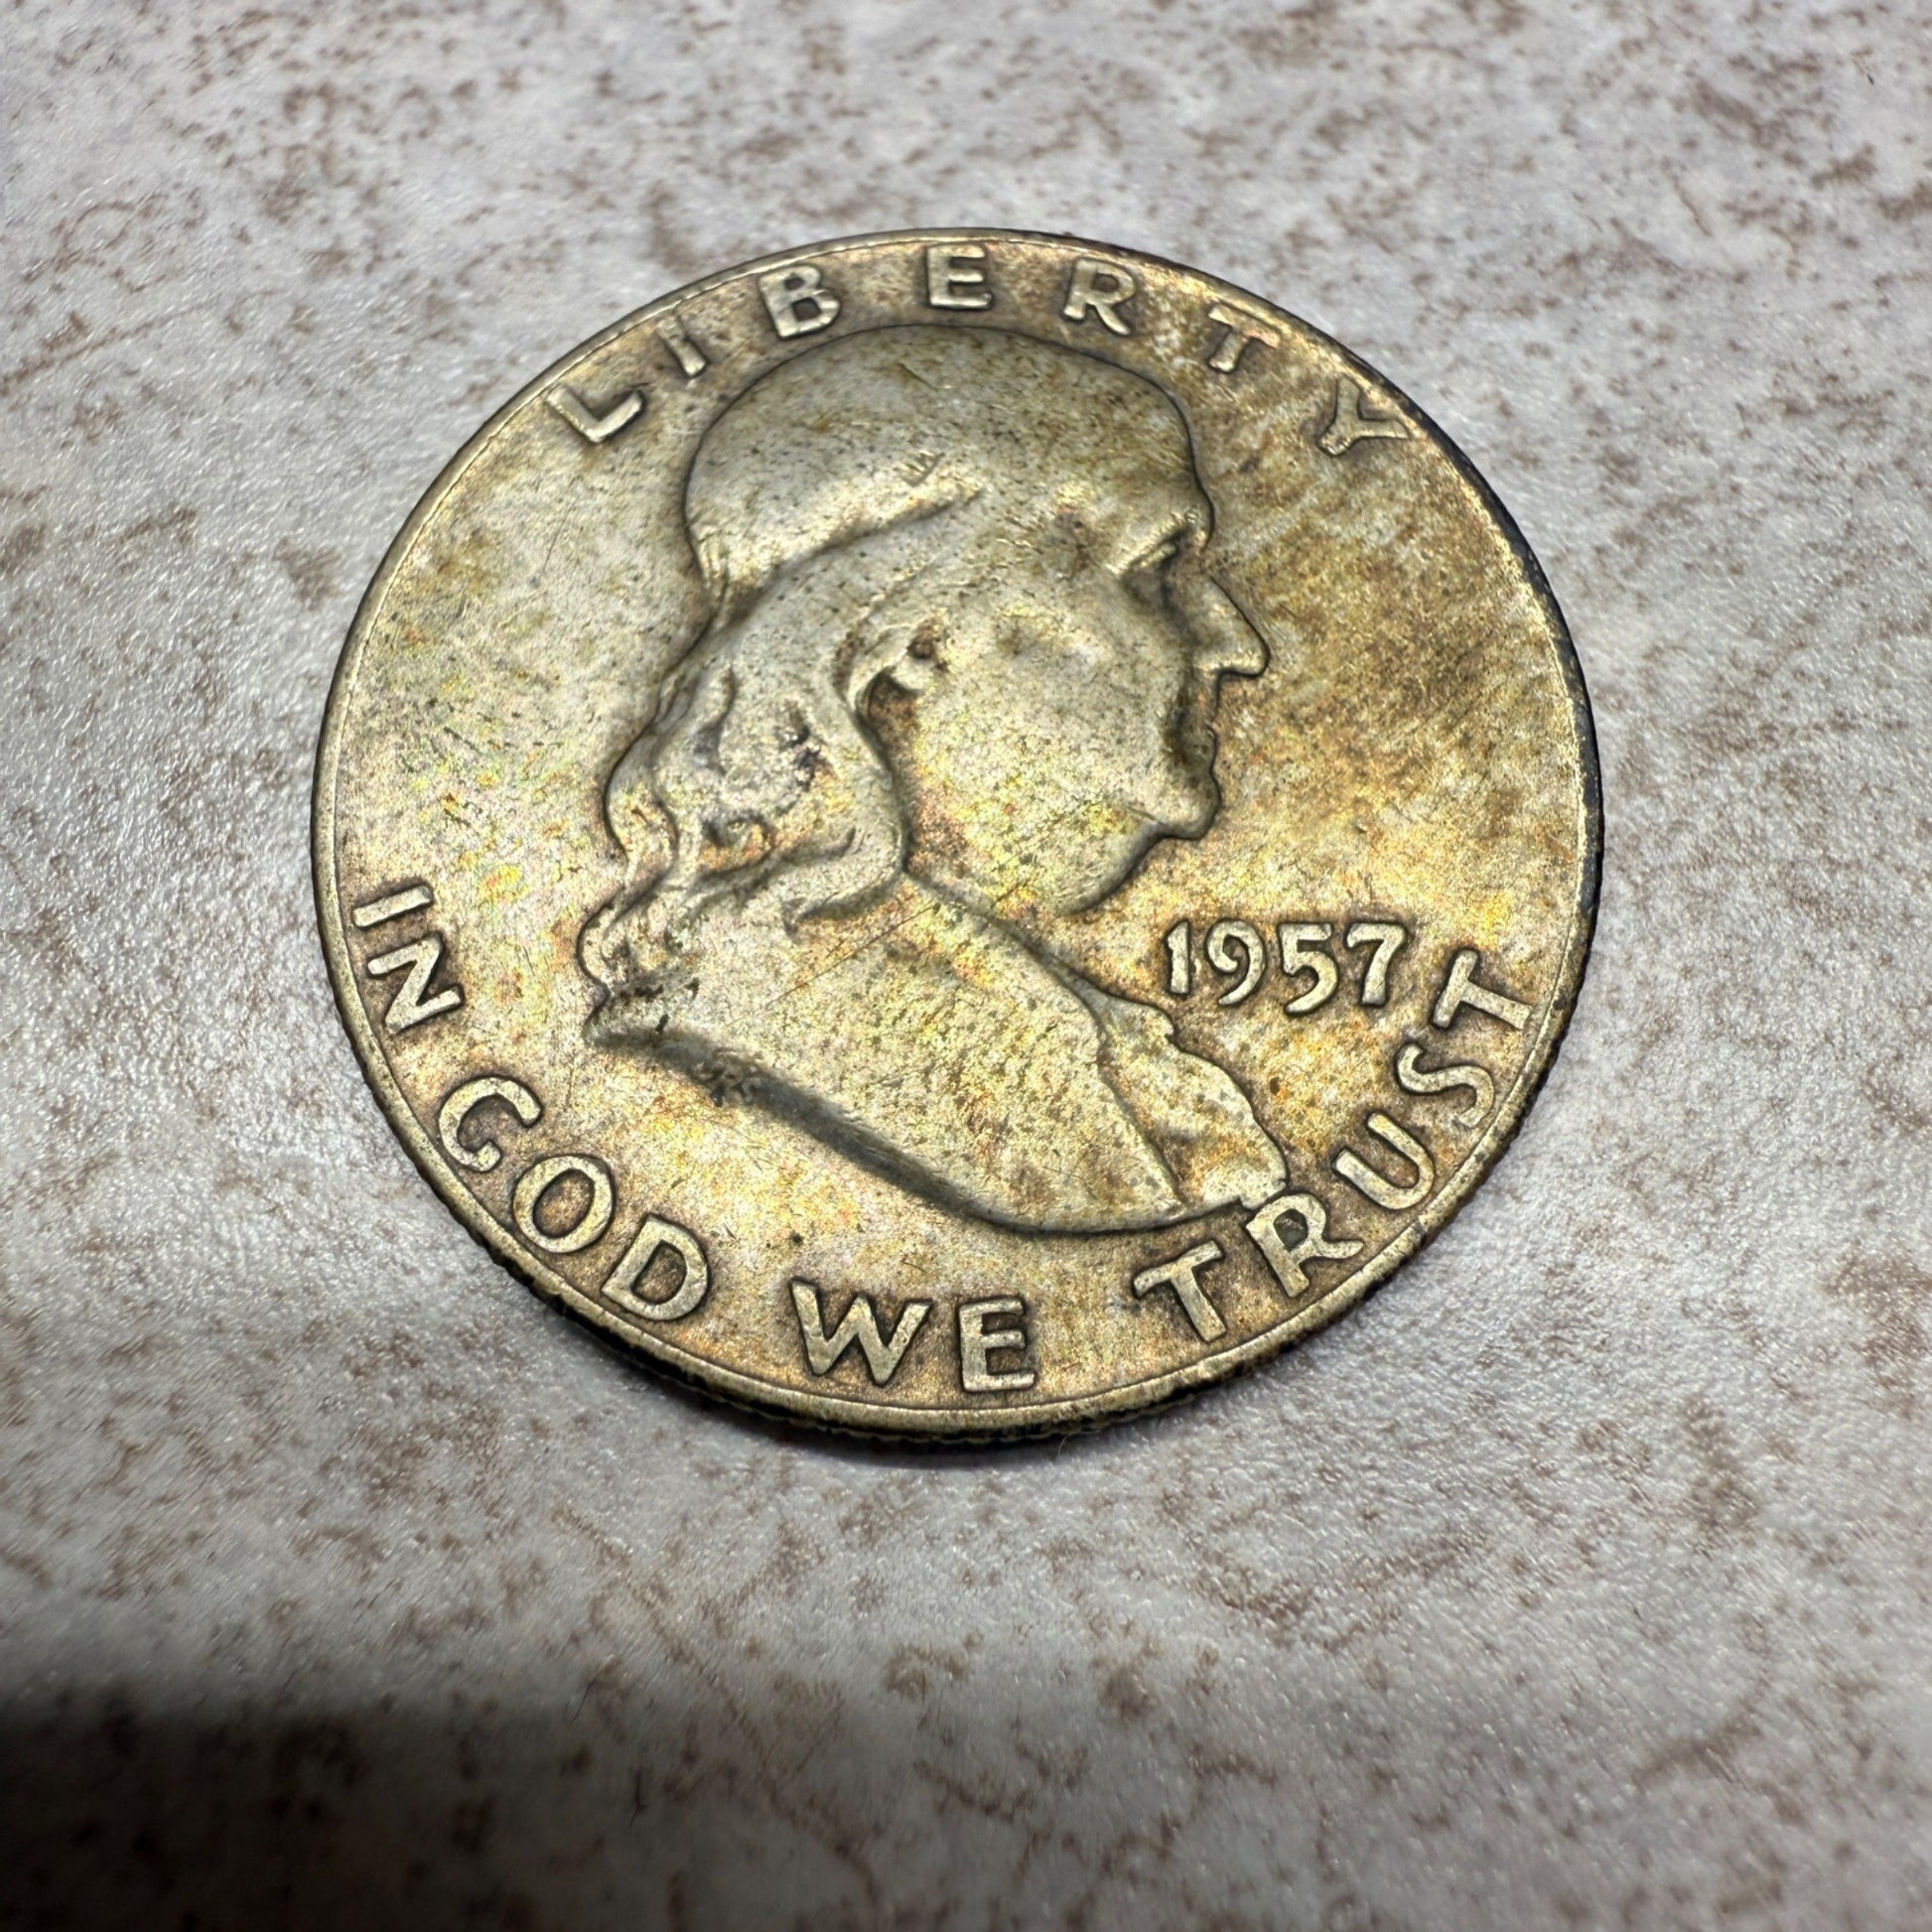 LIBERTY
1957
IN GOD WE TRUST